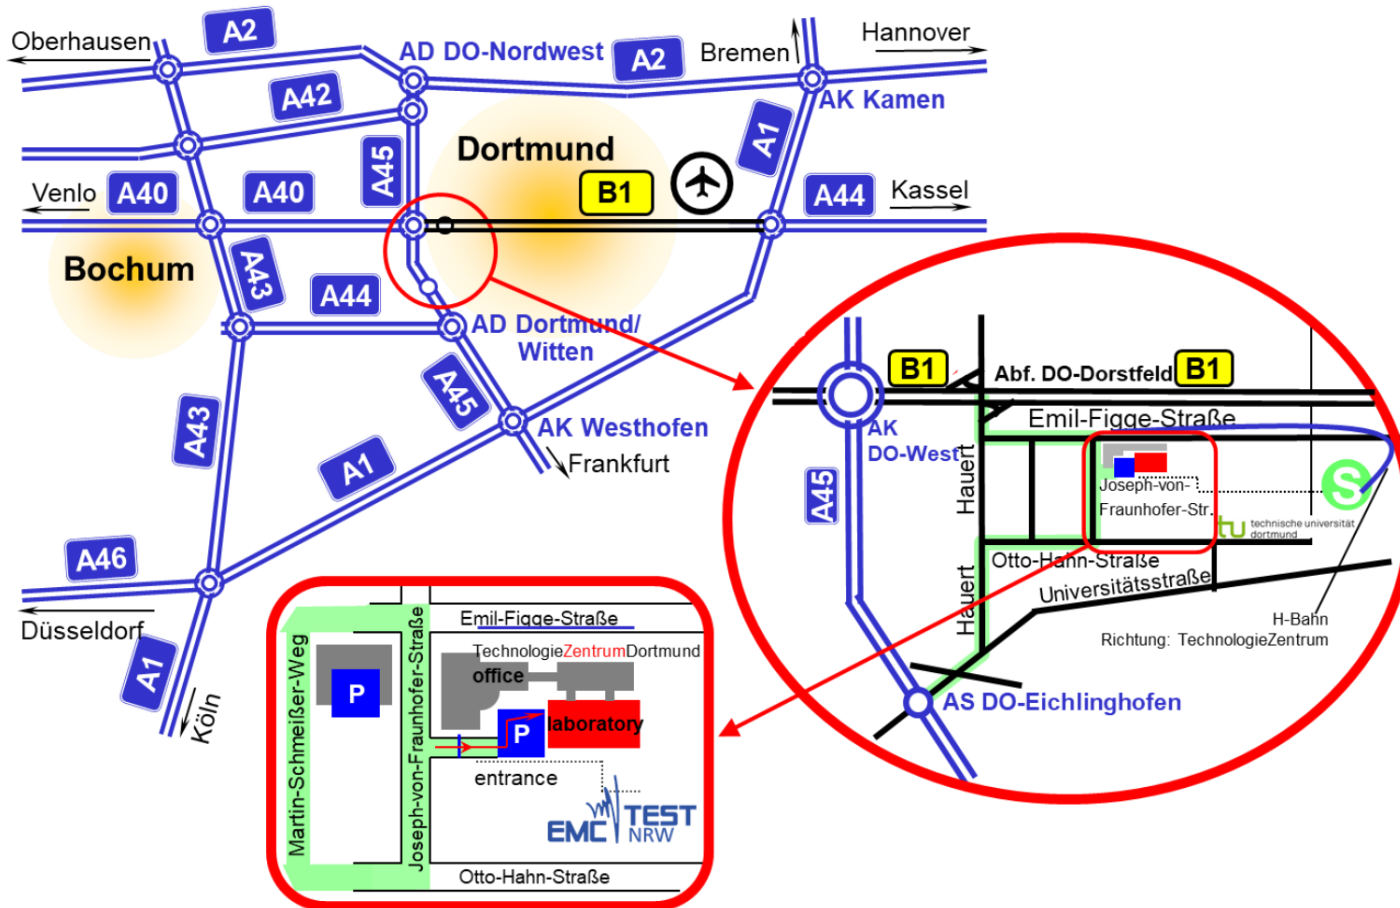 Oberhausen
A2
AD DO-Nordwest
A2
Bremen
Hannover
A42
AK Kamen
A1
A45
Dortmund
Venlo
A40
A40
B1
A44
Kassel
Bochum
A43
A44
AD Dortmund/
Witten
A45
A43
AK Westhofen
Frankfurt
A1
A46
Düsseldorf
A1
Köln
B1
Abf. DO-Dorstfeld
B1
Emil-Figge-Straße
AK
DO-West
A45
Hauert
Joseph-von-
Fraunhofer-Str.
S
tu technische universität
dortmund
Otto-Hahn-Straße
Universitätsstraße
Hauert
H-Bahn
Richtung: TechnologieZentrum
AS DO-Eichlinghofen
Emil-Figge-Straße
TechnologieZentrumDortmund
office
P
P
laboratory
entrance
Martin-Schmeißer-Weg
Joseph-von-Fraunhofer-Straße
EMC TEST
NRW
Otto-Hahn-Straße